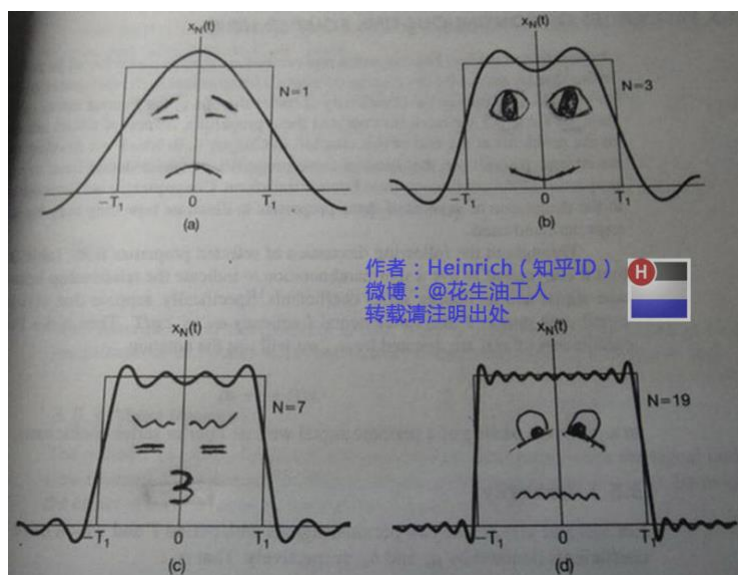 x_N(t)
N=1
−T₁
0
T₁
(a)
x_N(t)
N=3
−T₁
0
T₁
(b)
作者：Heinrich（知乎ID）
微博：@花生油工人
转载请注明出处
H
x_N(t)
N=7
−T₁
0
T₁
(c)
x_N(t)
N=19
−T₁
0
T₁
(d)